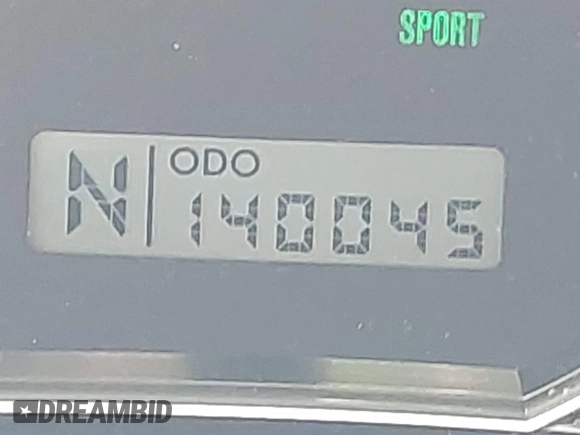 SPORT
N ODO
140045
DREAMBID